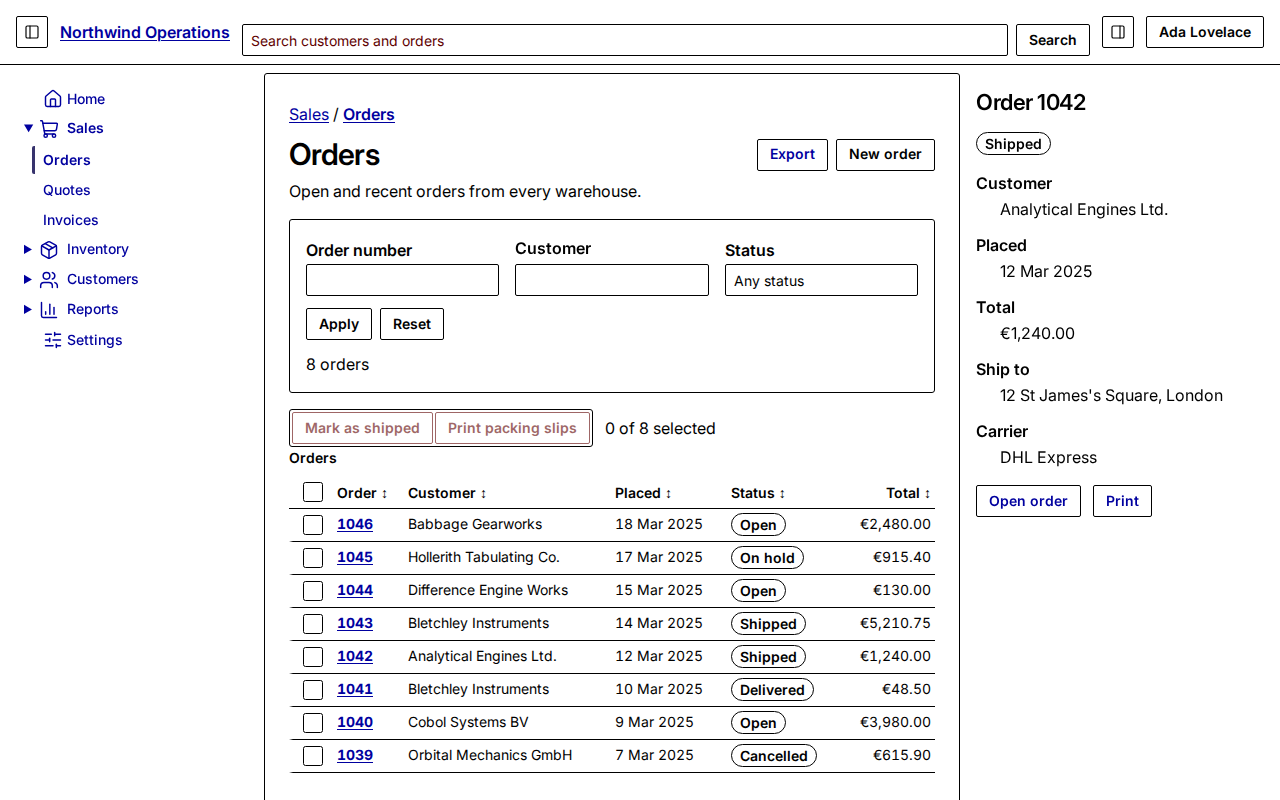 Northwind Operations
Search customers and orders
Search
Ada Lovelace
Home
Sales
Orders
Quotes
Invoices
Inventory
Customers
Reports
Settings
Sales / Orders
Orders
Export
New order
Open and recent orders from every warehouse.
Order number
Customer
Status
Any status
Apply
Reset
8 orders
Mark as shipped
Print packing slips
0 of 8 selected
Orders
Order ↕ Customer ↕ Placed ↕ Status ↕ Total ↕
1046 Babbage Gearworks 18 Mar 2025 Open €2,480.00
1045 Hollerith Tabulating Co. 17 Mar 2025 On hold €915.40
1044 Difference Engine Works 15 Mar 2025 Open €130.00
1043 Bletchley Instruments 14 Mar 2025 Shipped €5,210.75
1042 Analytical Engines Ltd. 12 Mar 2025 Shipped €1,240.00
1041 Bletchley Instruments 10 Mar 2025 Delivered €48.50
1040 Cobol Systems BV 9 Mar 2025 Open €3,980.00
1039 Orbital Mechanics GmbH 7 Mar 2025 Cancelled €615.90
Order 1042
Shipped
Customer
Analytical Engines Ltd.
Placed
12 Mar 2025
Total
€1,240.00
Ship to
12 St James's Square, London
Carrier
DHL Express
Open order
Print